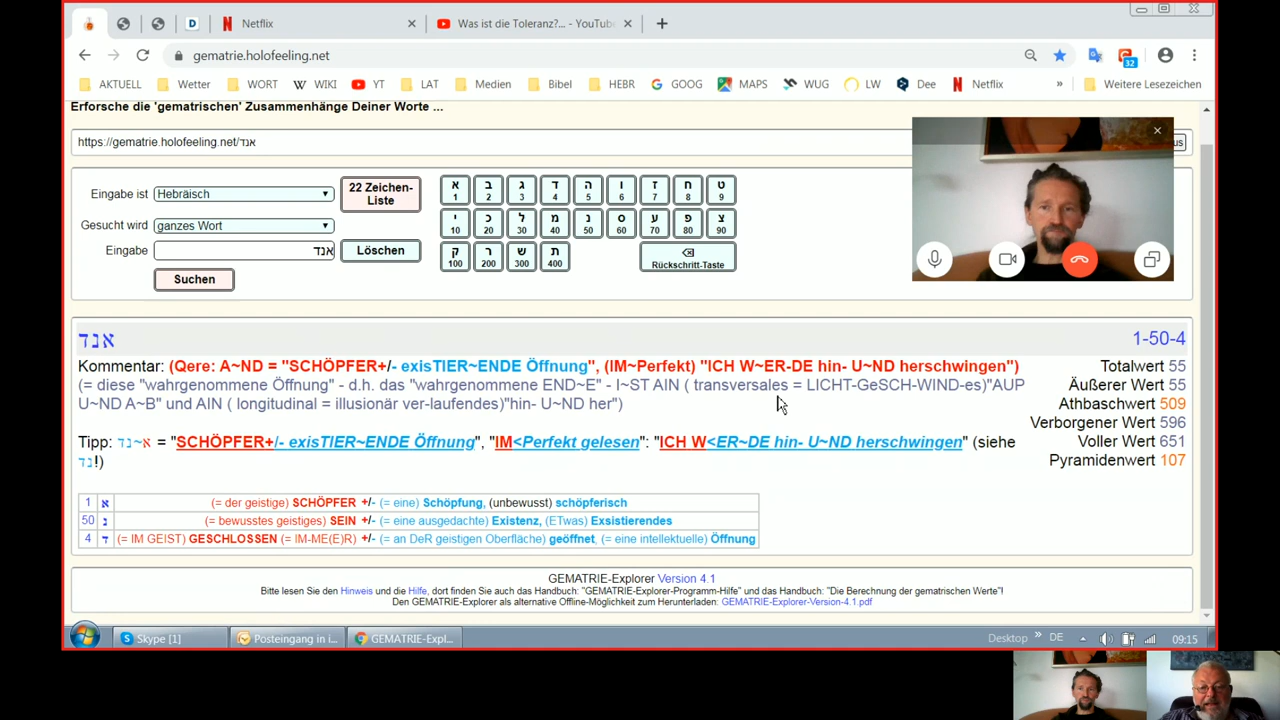 Netflix
Was ist die Toleranz?... - YouTube
gematrie.holofeeling.net
32
AKTUELL Wetter WORT WIKI YT LAT Medien Bibel HEBR GOOG MAPS WUG LW Dee Netflix » Weitere Lesezeichen
Erforsche die 'gematrischen' Zusammenhänge Deiner Worte ...
https://gematrie.holofeeling.net/אנד
us
Eingabe ist Hebräisch
22 Zeichen-Liste
Gesucht wird ganzes Wort
Eingabe אנד Löschen
Suchen
א ב ג ד ה ו ז ח ט
1 2 3 4 5 6 7 8 9
י כ ל מ נ ס ע פ צ
10 20 30 40 50 60 70 80 90
ק ר ש ת
100 200 300 400 Rückschritt-Taste
אנד 1-50-4
Kommentar: (Qere: A~ND = "SCHÖPFER+/- exisTIER~ENDE Öffnung", (IM~Perfekt) "ICH W~ER-DE hin- U~ND herschwingen")
(= diese "wahrgenommene Öffnung" - d.h. das "wahrgenommene END~E" - I~ST AIN ( transversales = LICHT-GeSCH-WIND-es)"AUP
U~ND A~B" und AIN ( longitudinal = illusionär ver-laufendes)"hin- U~ND her")
Tipp: א~נד = "SCHÖPFER+/- exisTIER~ENDE Öffnung", "IM<Perfekt gelesen": "ICH W<ER~DE hin- U~ND herschwingen" (siehe
נד!)
Totalwert 55
Äußerer Wert 55
Athbaschwert 509
Verborgener Wert 596
Voller Wert 651
Pyramidenwert 107
1 א (= der geistige) SCHÖPFER +/- (= eine) Schöpfung, (unbewusst) schöpferisch
50 נ (= bewusstes geistiges) SEIN +/- (= eine ausgedachte) Existenz, (ETwas) Exsistierendes
4 ד (= IM GEIST) GESCHLOSSEN (= IM-ME(E)R) +/- (= an DeR geistigen Oberfläche) geöffnet, (= eine intellektuelle) Öffnung
GEMATRIE-Explorer Version 4.1
Bitte lesen Sie den Hinweis und die Hilfe, dort finden Sie auch das Handbuch: "GEMATRIE-Explorer-Programm-Hilfe" und das Handbuch: "Die Berechnung der gematrischen Werte"!
Den GEMATRIE-Explorer als alternative Offline-Möglichkeit zum Herunterladen: GEMATRIE-Explorer-Version-4.1.pdf
Skype [1] Posteingang in i... GEMATRIE-Expl... Desktop » DE 09:15